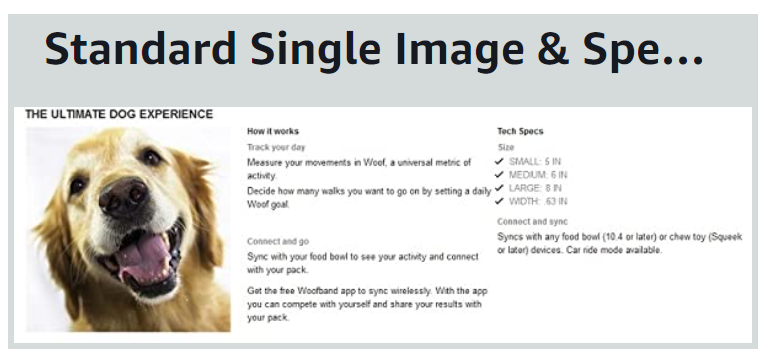 Standard Single Image & Spe...
THE ULTIMATE DOG EXPERIENCE
How it works
Track your day
Measure your movements in Woof, a universal metric of
activity.
Decide how many walks you want to go on by setting a daily
Woof goal.
Connect and go
Sync with your food bowl to see your activity and connect
with your pack.
Get the free Woofband app to sync wirelessly. With the app
you can compete with yourself and share your results with
your pack.
Tech Specs
Size
SMALL: 5 IN
MEDIUM: 6 IN
LARGE: 8 IN
WIDTH: .63 IN
Connect and sync
Syncs with any food bowl (10.4 or later) or chew toy (Squeek
or later) devices. Car ride mode available.